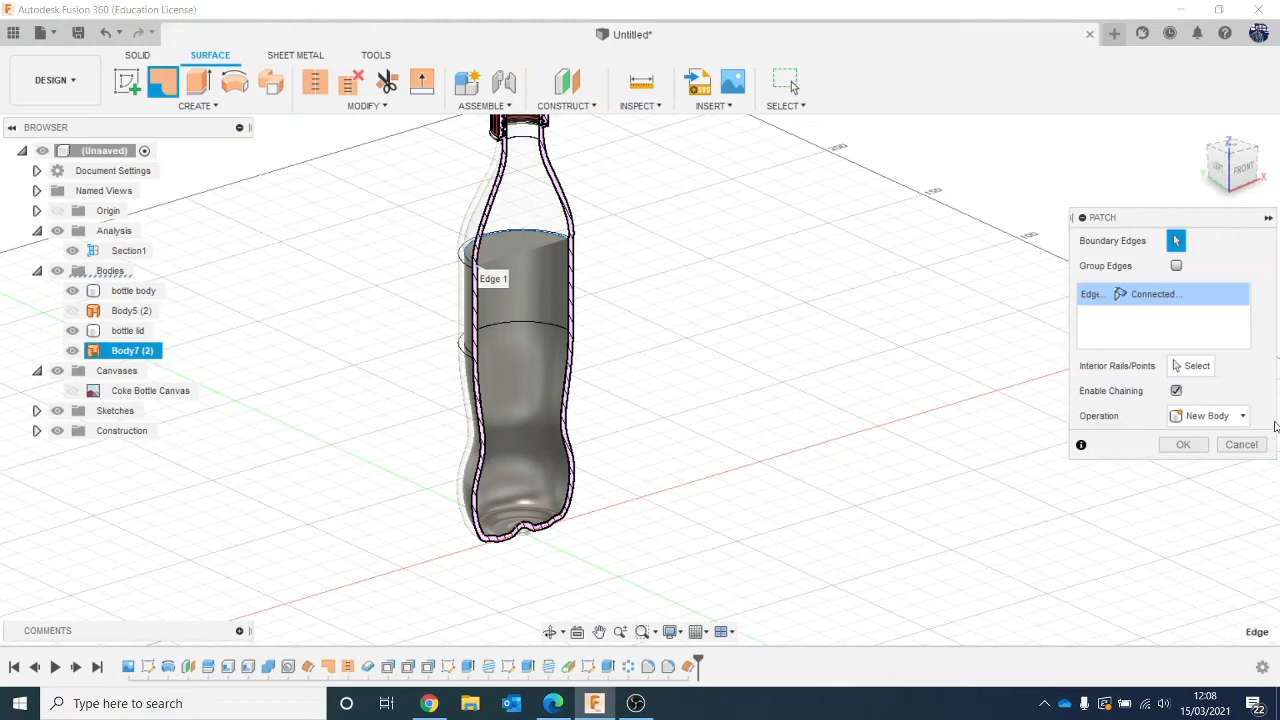 Autodesk Fusion 360 (Education License)
Untitled*
DESIGN
SOLID
SURFACE
SHEET METAL
TOOLS
CREATE
MODIFY
ASSEMBLE
CONSTRUCT
INSPECT
INSERT
SELECT
BROWSER
(Unsaved)
Document Settings
Named Views
Origin
Analysis
Section1
Bodies
bottle body
Body5 (2)
bottle lid
Body7 (2)
Canvases
Coke Bottle Canvas
Sketches
Construction
200
150
100
Edge 1
Z
LEFT
FRONT
X
Y
PATCH
Boundary Edges
Group Edges
Edge... Connected...
Interior Rails/Points Select
Enable Chaining
Operation New Body
OK Cancel
COMMENTS
Edge
Type here to search
12:08
15/03/2021
22